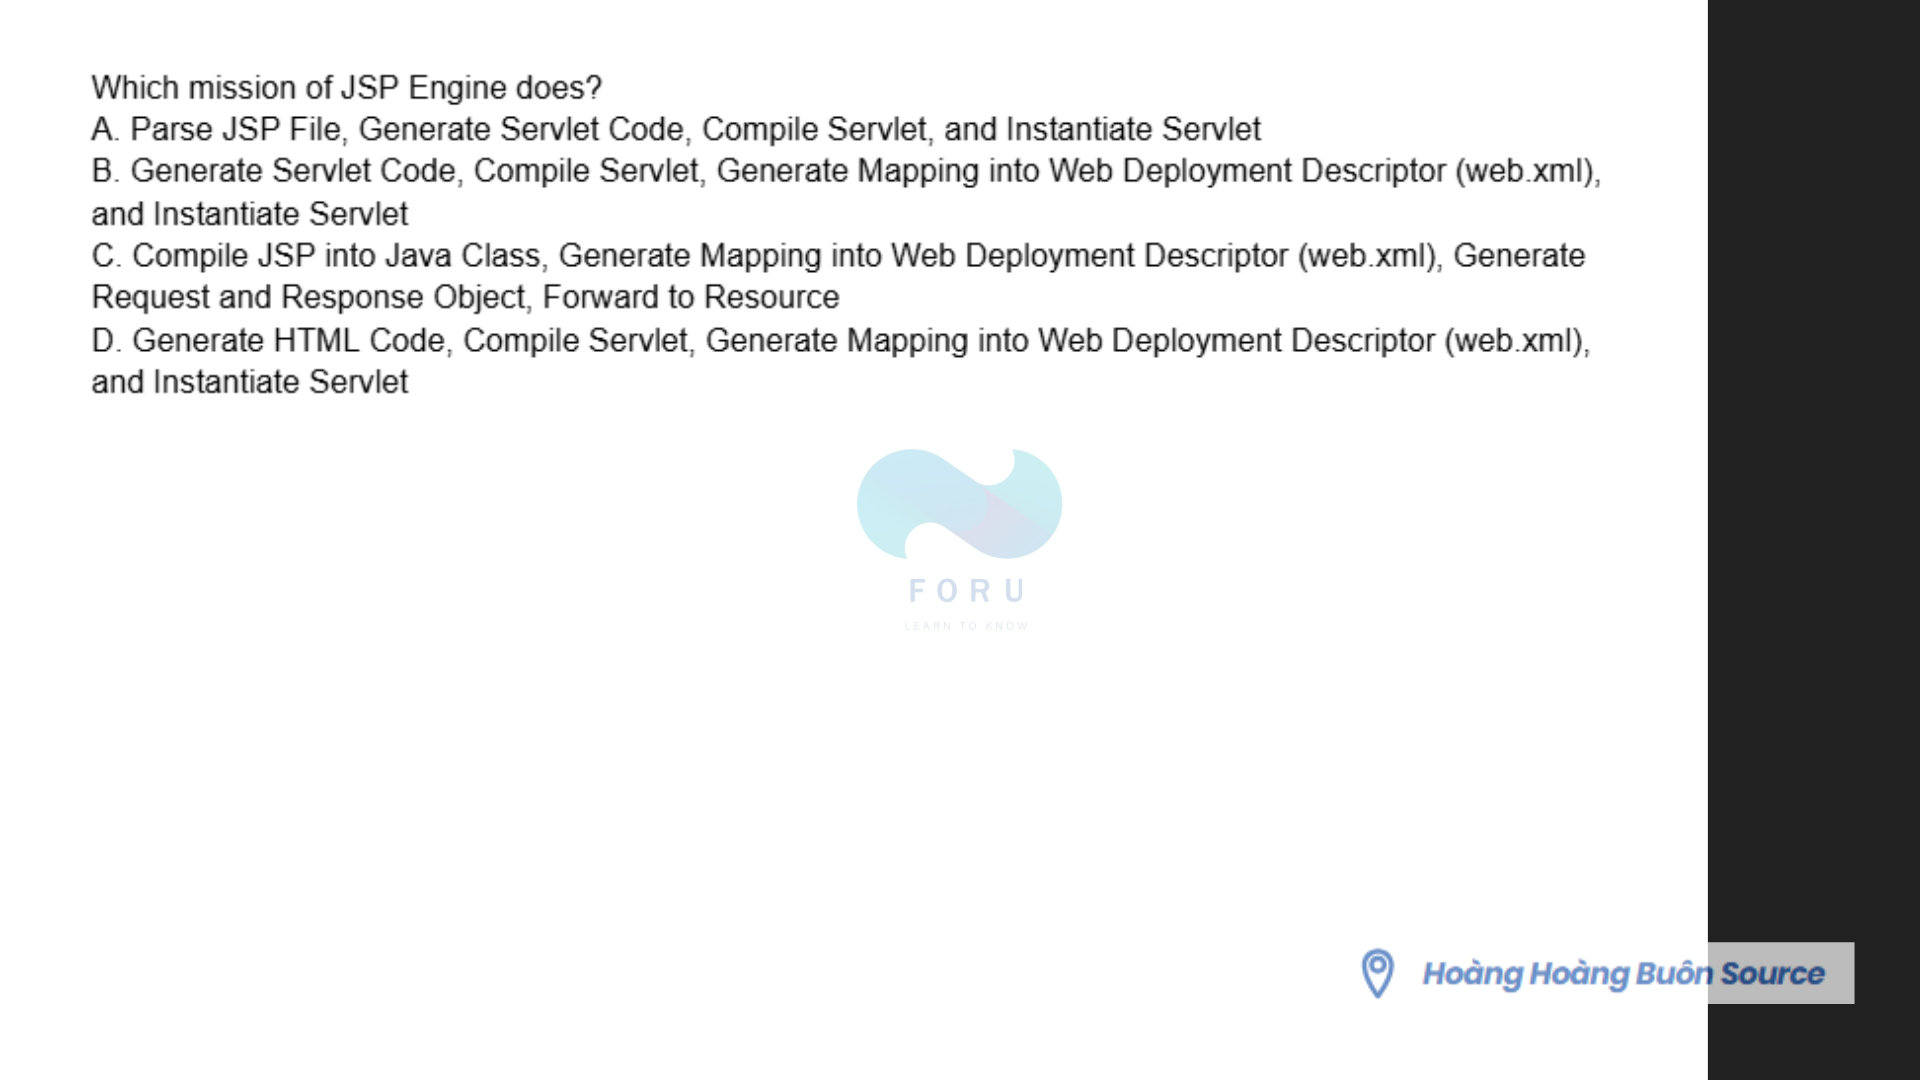 Which mission of JSP Engine does?
A. Parse JSP File, Generate Servlet Code, Compile Servlet, and Instantiate Servlet
B. Generate Servlet Code, Compile Servlet, Generate Mapping into Web Deployment Descriptor (web.xml),
and Instantiate Servlet
C. Compile JSP into Java Class, Generate Mapping into Web Deployment Descriptor (web.xml), Generate
Request and Response Object, Forward to Resource
D. Generate HTML Code, Compile Servlet, Generate Mapping into Web Deployment Descriptor (web.xml),
and Instantiate Servlet
FORU
LEARN TO KNOW
Hoàng Hoàng Buôn Source